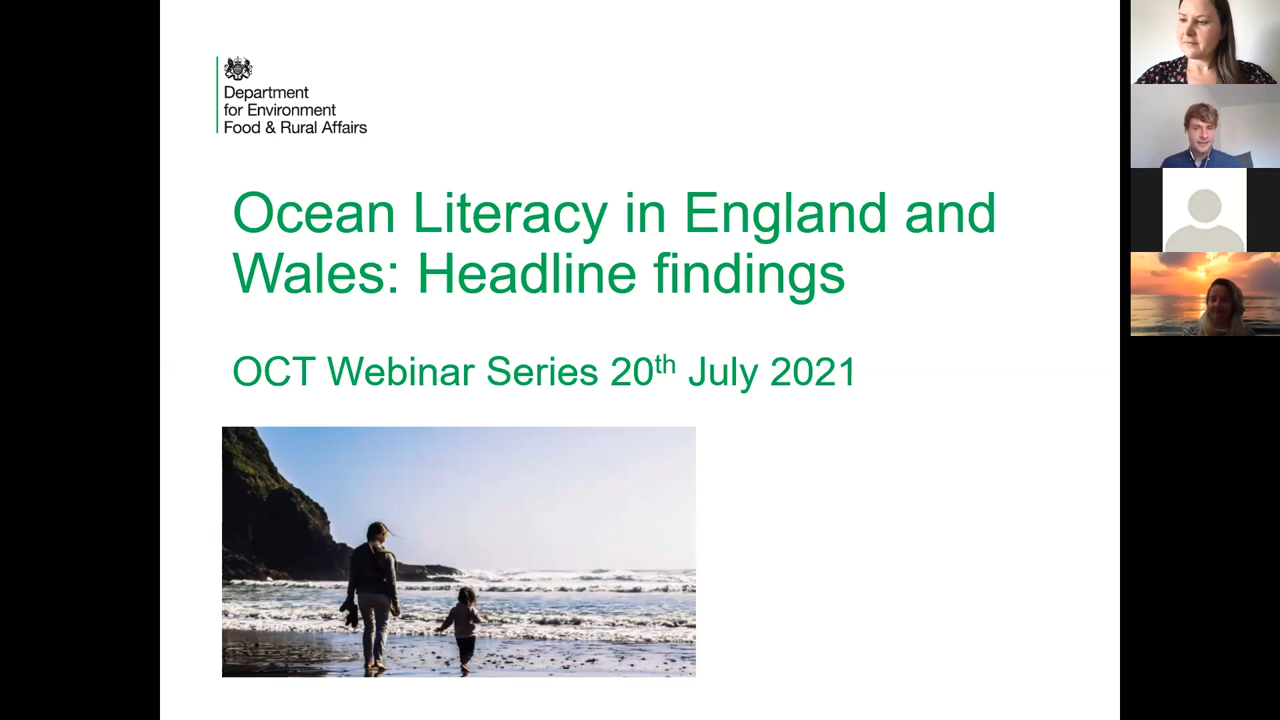 Department
for Environment
Food & Rural Affairs
Ocean Literacy in England and
Wales: Headline findings
OCT Webinar Series 20th July 2021